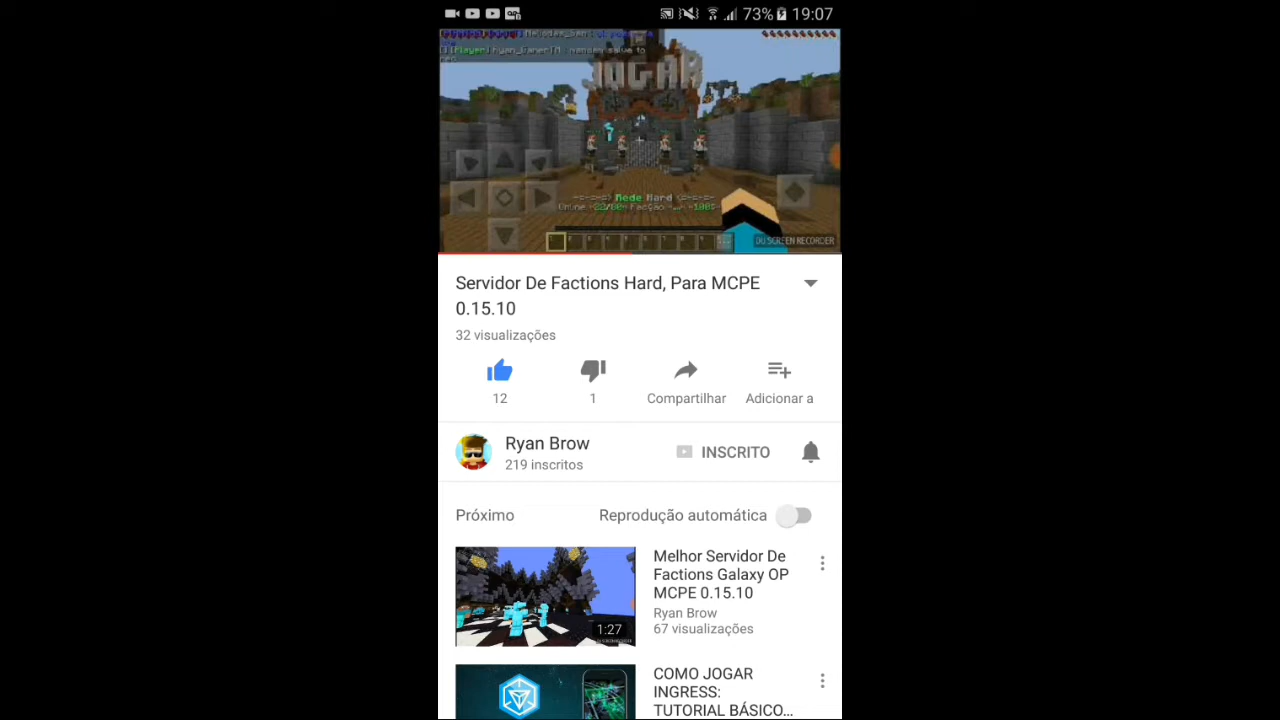 73% 19:07
JOGAR
Rede Hard
DU SCREEN RECORDER
Servidor De Factions Hard, Para MCPE
0.15.10
32 visualizações
12
1
Compartilhar
Adicionar a
Ryan Brow
219 inscritos
INSCRITO
Próximo
Reprodução automática
Melhor Servidor De
Factions Galaxy OP
MCPE 0.15.10
Ryan Brow
67 visualizações
1:27
COMO JOGAR
INGRESS:
TUTORIAL BÁSICO...